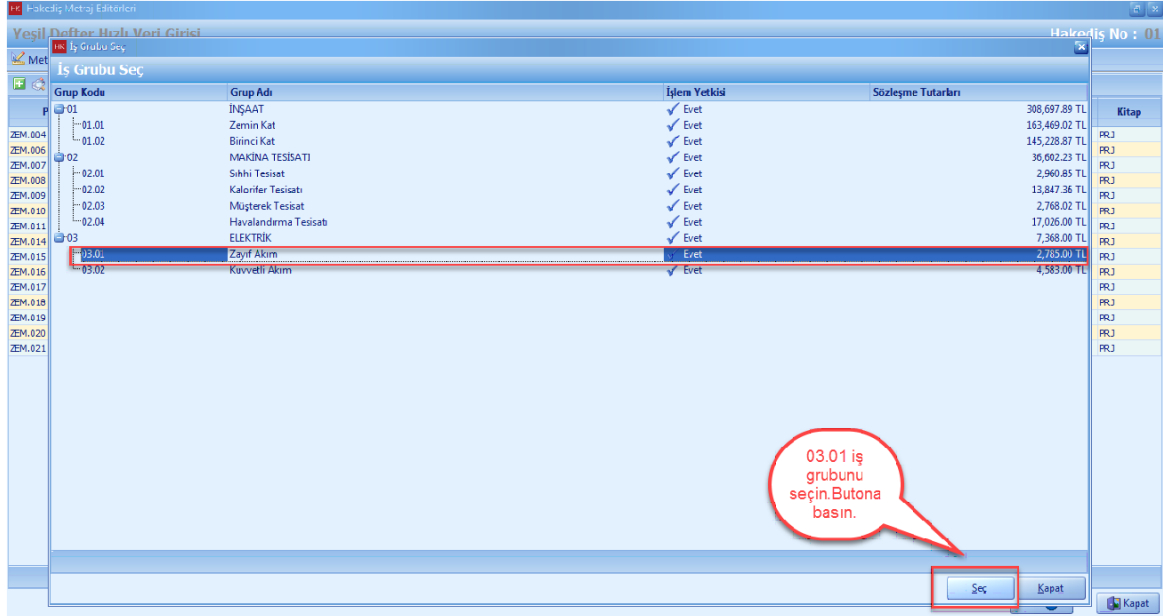 HK Hakediş Metraj Editörleri
Yeşil Defter Hızlı Veri Girişi Hakediş No : 01
HK İş Grubu Seç
Met
İş Grubu Seç
Grup Kodu Grup Adı İşlem Yetkisi Sözleşme Tutarları
P Kitap
01 İNŞAAT Evet 308,697.89 TL
01.01 Zemin Kat Evet 163,469.02 TL
01.02 Birinci Kat Evet 145,228.87 TL
02 MAKİNA TESİSATI Evet 36,602.23 TL
02.01 Sıhhi Tesisat Evet 2,960.85 TL
02.02 Kalorifer Tesisatı Evet 13,847.36 TL
02.03 Müşterek Tesisat Evet 2,768.02 TL
02.04 Havalandırma Tesisatı Evet 17,026.00 TL
03 ELEKTRİK Evet 7,368.00 TL
03.01 Zayıf Akım Evet 2,785.00 TL
03.02 Kuvvetli Akım Evet 4,583.00 TL
ZEM.004 PRJ
ZEM.006 PRJ
ZEM.007 PRJ
ZEM.008 PRJ
ZEM.009 PRJ
ZEM.010 PRJ
ZEM.011 PRJ
ZEM.014 PRJ
ZEM.015 PRJ
ZEM.016 PRJ
ZEM.017 PRJ
ZEM.018 PRJ
ZEM.019 PRJ
ZEM.020 PRJ
ZEM.021 PRJ
03.01 iş
grubunu
seçin.Butona
basın.
Seç Kapat
Kapat